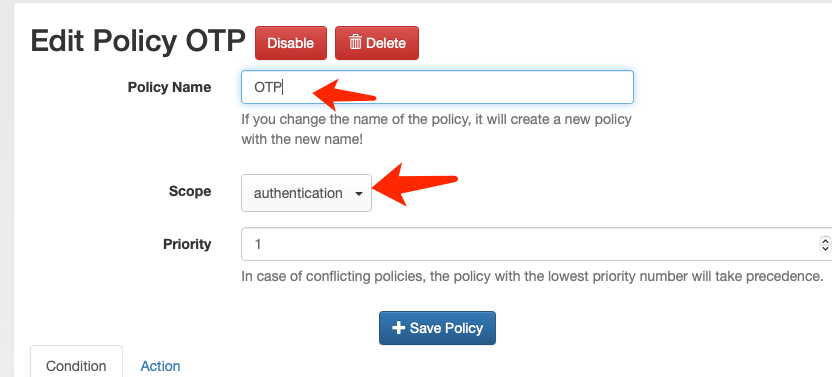 Edit Policy OTP Disable Delete
Policy Name OTP
If you change the name of the policy, it will create a new policy
with the new name!
Scope authentication
Priority 1
In case of conflicting policies, the policy with the lowest priority number will take precedence.
+ Save Policy
Condition Action